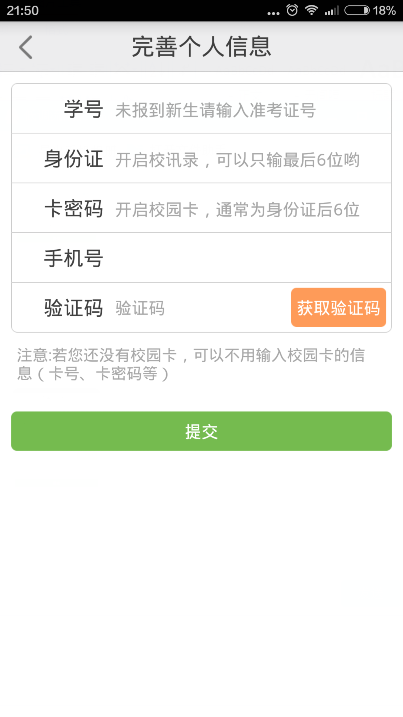 21:50 18%
完善个人信息
学号 未报到新生请输入准考证号
身份证 开启校讯录，可以只输最后6位哟
卡密码 开启校园卡，通常为身份证后6位
手机号
验证码 验证码 获取验证码
注意:若您还没有校园卡，可以不用输入校园卡的信
息（卡号、卡密码等）
提交